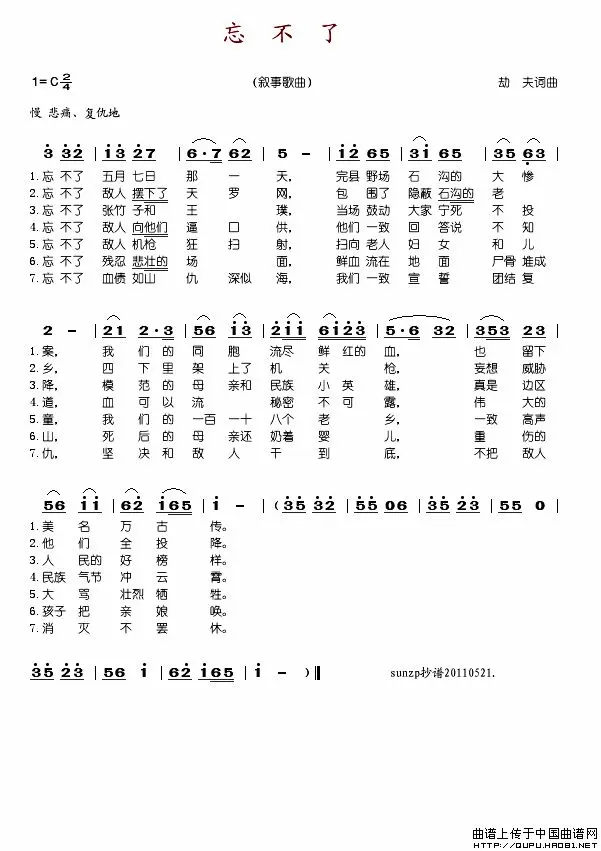 忘 不 了
1=C 2/4 (叙事歌曲) 劫 夫词曲
慢 悲痛、复仇地
3 32 | 13 27 | 6·7 62 | 5 - | 12 65 | 31 65 | 35 63 |
1.忘 不了 五月 七日 那 一 天, 完县 野场 石 沟的 大 惨
2.忘 不了 敌人 摆下了 天 罗 网, 包 围了 隐蔽 石沟的 老
3.忘 不了 张竹 子和 王 璞, 当场 鼓动 大家 宁死 不 投
4.忘 不了 敌人 向他们 逼 口 供, 他们 一致 回 答说 不 知
5.忘 不了 敌人 机枪 狂 扫 射, 扫向 老人 妇 女 和 儿
6.忘 不了 残忍 悲壮的 场 面, 鲜血 流在 地 面 尸骨 堆成
7.忘 不了 血债 如山 仇 深似 海, 我们 一致 宣 誓 团结 复
2 - | 21 2·3 | 56 13 | 211 6123 | 5·6 32 | 353 23 |
1.案, 我 们 的 同 胞 流尽 鲜 红的 血, 也 留下
2.乡, 四 下 里 架 上了 机 关 枪, 妄想 威胁
3.降, 模 范 的 母 亲和 民族 小 英 雄, 真是 边区
4.道, 血 可 以 流 秘密 不 可 露, 伟 大的
5.童, 我 们 的 一百 一十 八个 老 乡, 一致 高声
6.山, 死 后 的 母 亲还 奶着 婴 儿, 重 伤的
7.仇, 坚 决 和 敌 人 干 到 底, 不把 敌人
56 11 | 62 165 | 1 - | (35 32 | 35 23 | 55 06 | 35 23 | 55 0 |
1.美 名 万 古 传。
2.他 们 全 投 降。
3.人 民的 好 榜 样。
4.民族 气节 冲 云 霄。
5.大 骂 壮烈 牺 牲。
6.孩子 把 亲 娘 唤。
7.消 灭 不 罢 休。
35 23 | 56 1 | 62 165 | 1 - )‖ sunzp抄谱20110521.
曲谱上传于中国曲谱网
HTTP://QUPU.HAO81.NET